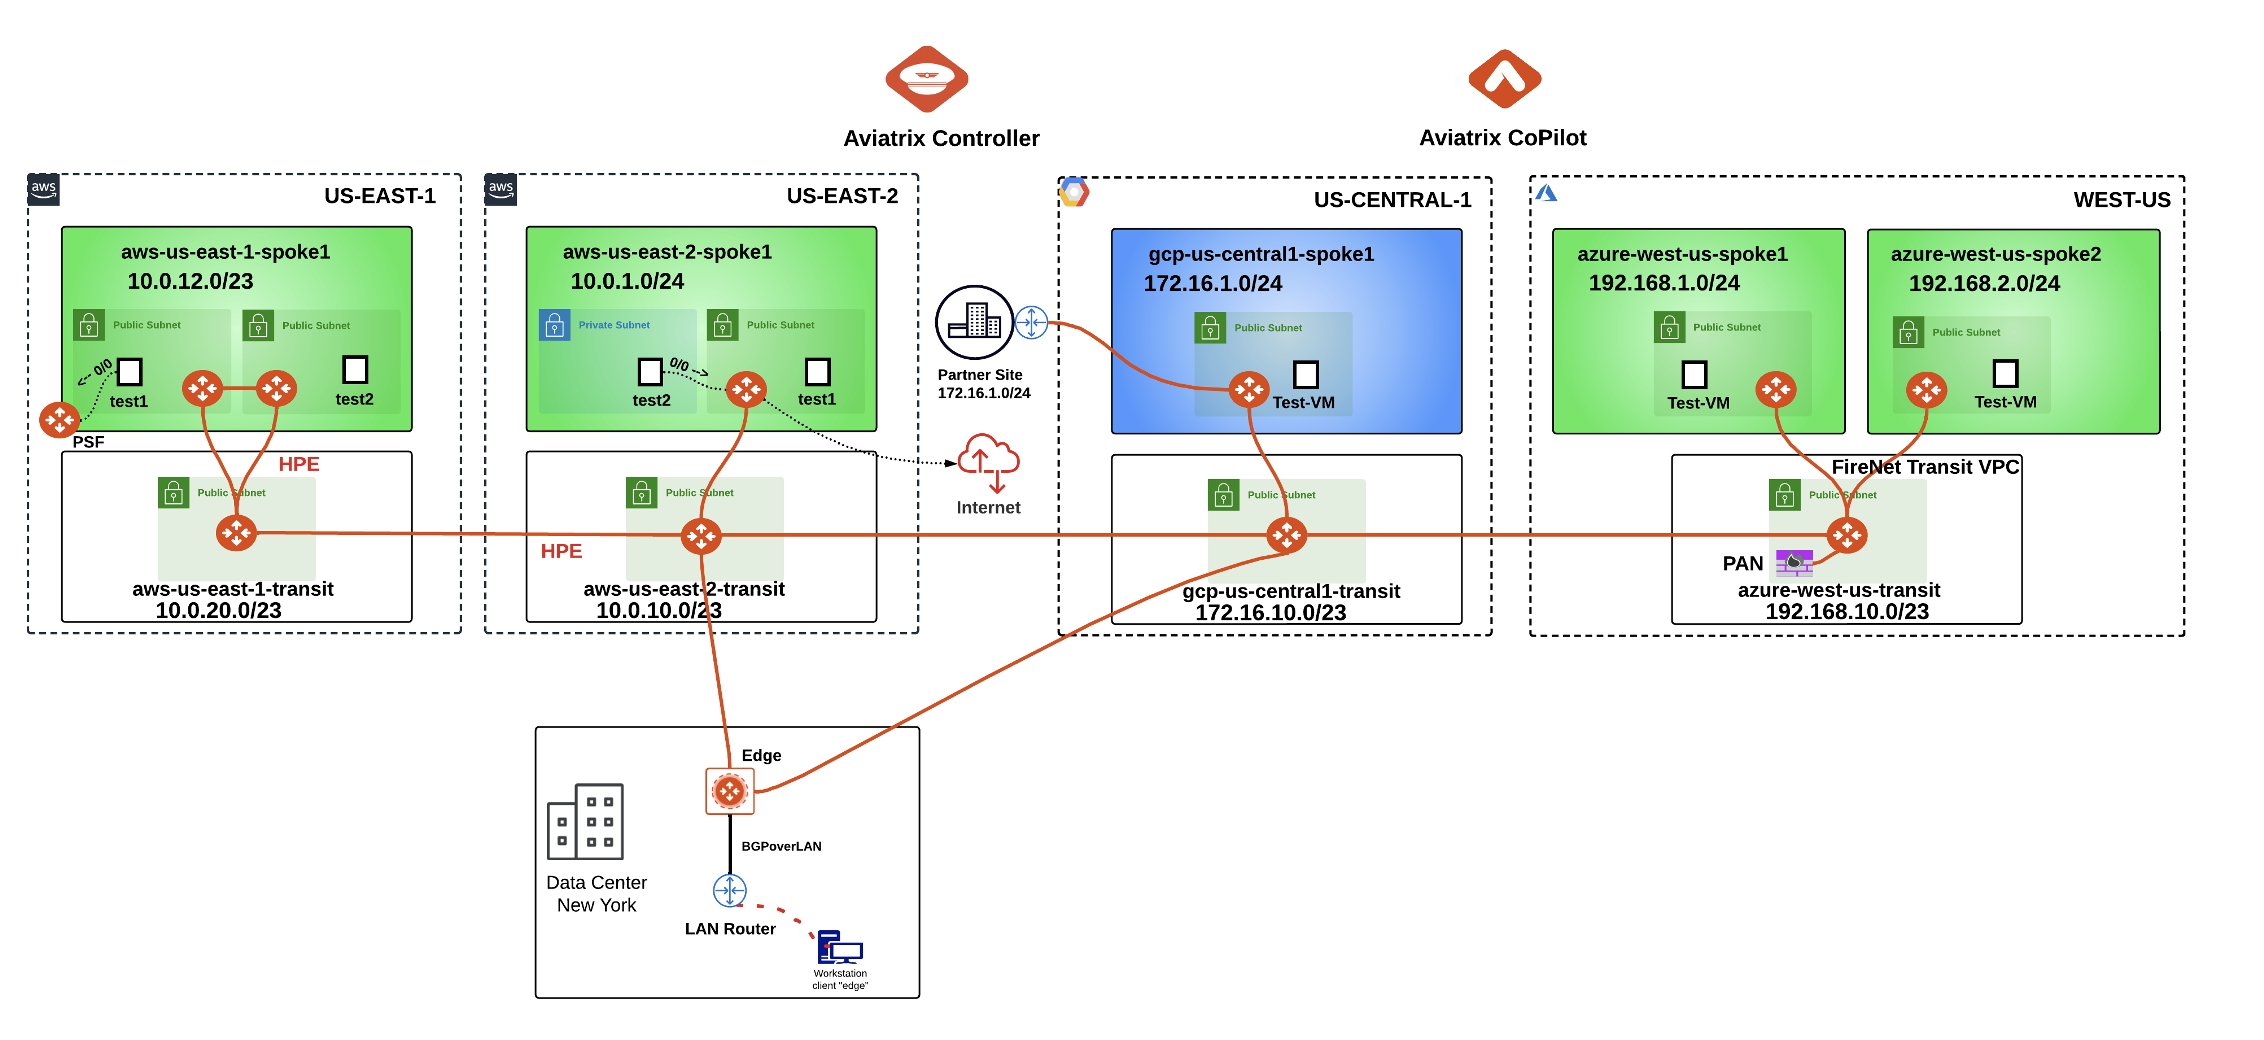 Aviatrix Controller
Aviatrix CoPilot
aws
US-EAST-1
aws-us-east-1-spoke1
10.0.12.0/23
Public Subnet
Public Subnet
<-- 0/0
test1
test2
PSF
HPE
Public Subnet
aws-us-east-1-transit
10.0.20.0/23
aws
US-EAST-2
aws-us-east-2-spoke1
10.0.1.0/24
Private Subnet
Public Subnet
0/0 -->
test2
test1
HPE
Public Subnet
aws-us-east-2-transit
10.0.10.0/23
Partner Site
172.16.1.0/24
Internet
US-CENTRAL-1
gcp-us-central1-spoke1
172.16.1.0/24
Public Subnet
Test-VM
Public Subnet
gcp-us-central1-transit
172.16.10.0/23
WEST-US
azure-west-us-spoke1
192.168.1.0/24
Public Subnet
Test-VM
azure-west-us-spoke2
192.168.2.0/24
Public Subnet
Test-VM
FireNet Transit VPC
Public Subnet
PAN
azure-west-us-transit
192.168.10.0/23
Edge
BGPoverLAN
Data Center
New York
LAN Router
Workstation
client "edge"